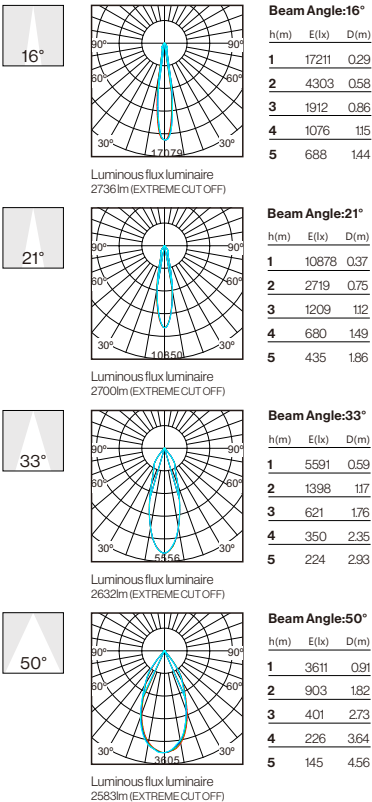 16°
90° 90°
60° 60°
30° 30°
17079
Luminous flux luminaire
2736lm (EXTREME CUT OFF)
Beam Angle:16°
h(m) E(lx) D(m)
1 17211 0.29
2 4303 0.58
3 1912 0.86
4 1076 1.15
5 688 1.44
21°
90° 90°
60° 60°
30° 30°
10850
Luminous flux luminaire
2700lm (EXTREME CUT OFF)
Beam Angle:21°
h(m) E(lx) D(m)
1 10878 0.37
2 2719 0.75
3 1209 1.12
4 680 1.49
5 435 1.86
33°
90° 90°
60° 60°
30° 30°
5556
Luminous flux luminaire
2632lm (EXTREME CUT OFF)
Beam Angle:33°
h(m) E(lx) D(m)
1 5591 0.59
2 1398 1.17
3 621 1.76
4 350 2.35
5 224 2.93
50°
90° 90°
60° 60°
30° 30°
3605
Luminous flux luminaire
2583lm (EXTREME CUT OFF)
Beam Angle:50°
h(m) E(lx) D(m)
1 3611 0.91
2 903 1.82
3 401 2.73
4 226 3.64
5 145 4.56